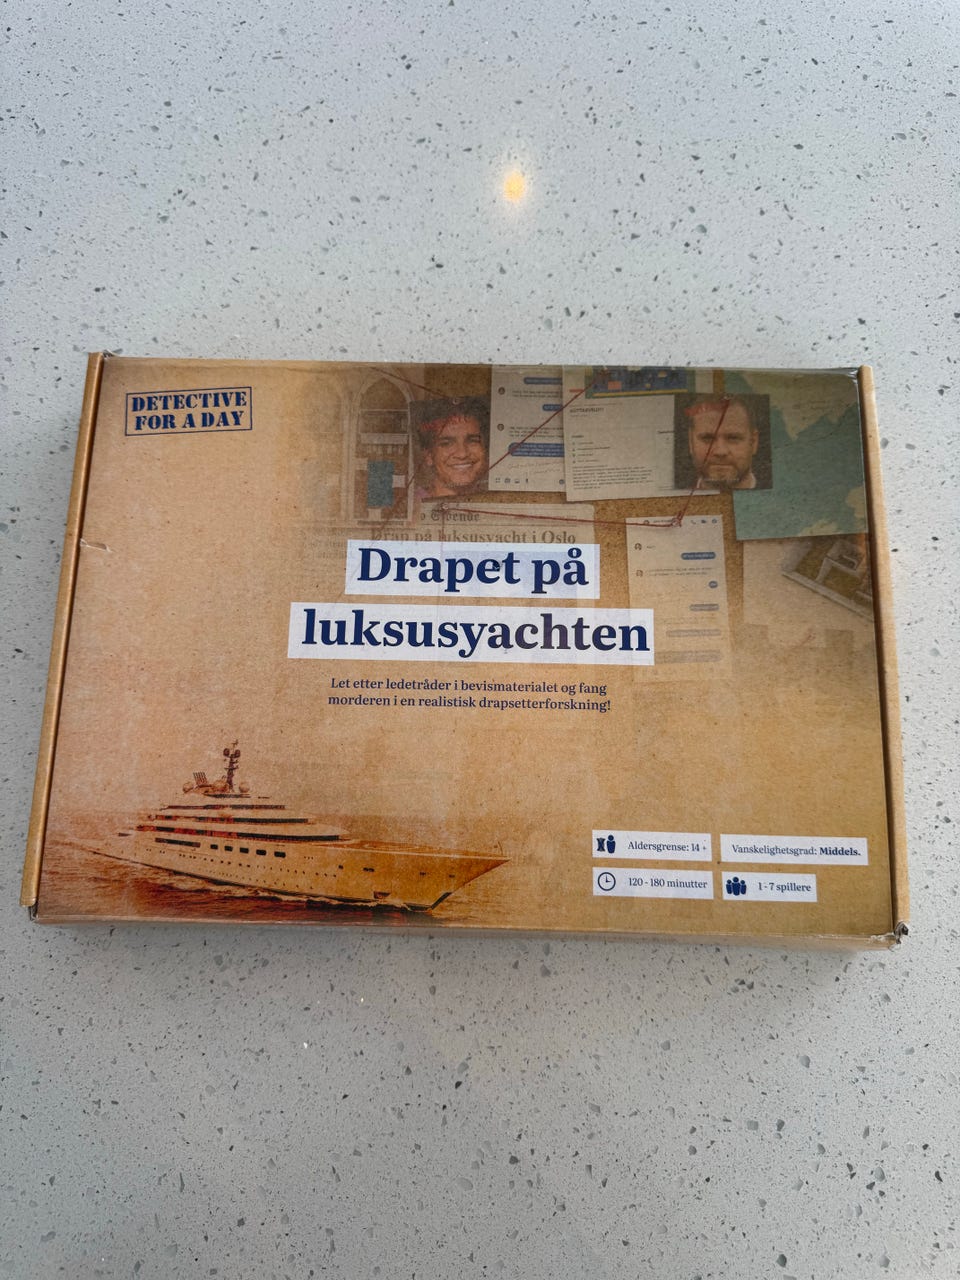 DETECTIVE
FOR A DAY
Drap på luksusyacht i Oslo
Drapet på
luksusyachten
Let etter ledetråder i bevismaterialet og fang
morderen i en realistisk drapsetterforskning!
Aldersgrense: 14 +
Vanskelighetsgrad: Middels.
120 - 180 minutter
1 - 7 spillere